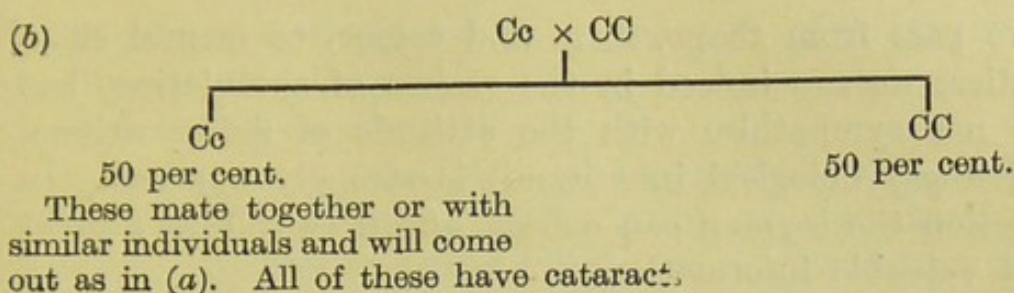 (b) Cc × CC
Cc CC
50 per cent. 50 per cent.
These mate together or with
similar individuals and will come
out as in (a). All of these have cataract.